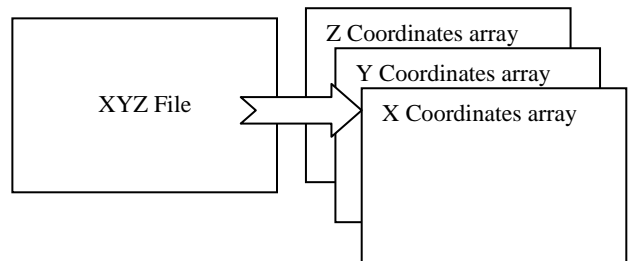 Z Coordinates array
Y Coordinates array
XYZ File
X Coordinates array